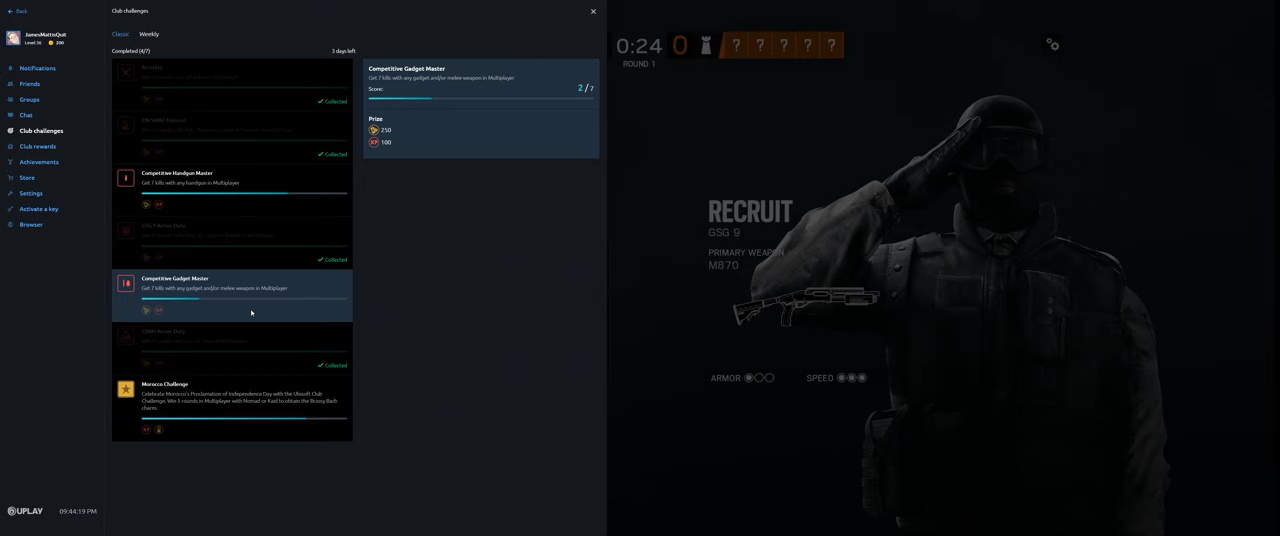 Back
Club challenges
JamesMattisQuit
Level 36 200
Classic Weekly
Completed (4/7) 3 days left
Notifications
Friends
Groups
Chat
Club challenges
Club rewards
Achievements
Store
Settings
Activate a key
Browser
Collected
Collected
Competitive Handgun Master
Get 7 kills with any handgun in Multiplayer
XP
Collected
Competitive Gadget Master
Get 7 kills with any gadget and/or melee weapon in Multiplayer
XP
Collected
Morocco Challenge
Celebrate Morocco's Proclamation of Independence Day with the Ubisoft Club
Challenge. Win 5 rounds in Multiplayer with Nomad or Kaid to obtain the Brassy Barb
charm.
XP
Competitive Gadget Master
Get 7 kills with any gadget and/or melee weapon in Multiplayer
Score: 2 / 7
Prize
250
XP 100
0:24 0 ? ? ? ? ?
ROUND 1
RECRUIT
GSG 9
PRIMARY WEAPON
M870
ARMOR SPEED
UPLAY 09:44:19 PM